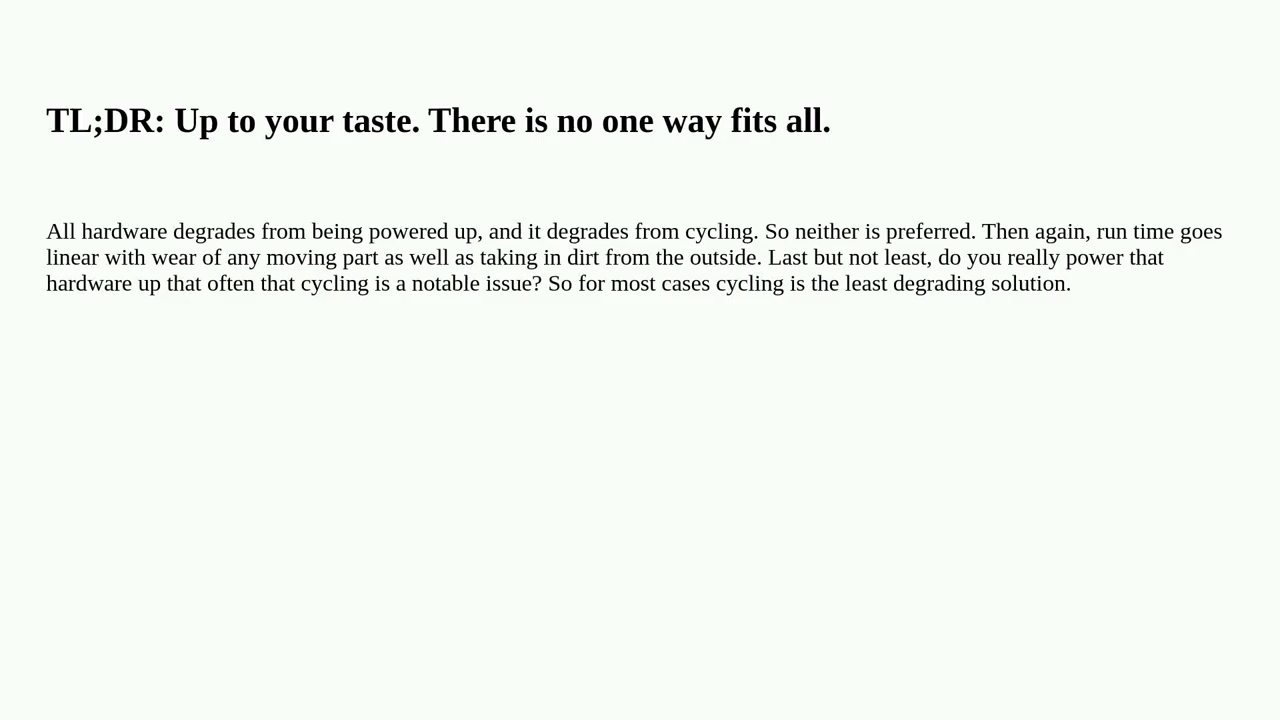 TL;DR: Up to your taste. There is no one way fits all.
All hardware degrades from being powered up, and it degrades from cycling. So neither is preferred. Then again, run time goes
linear with wear of any moving part as well as taking in dirt from the outside. Last but not least, do you really power that
hardware up that often that cycling is a notable issue? So for most cases cycling is the least degrading solution.